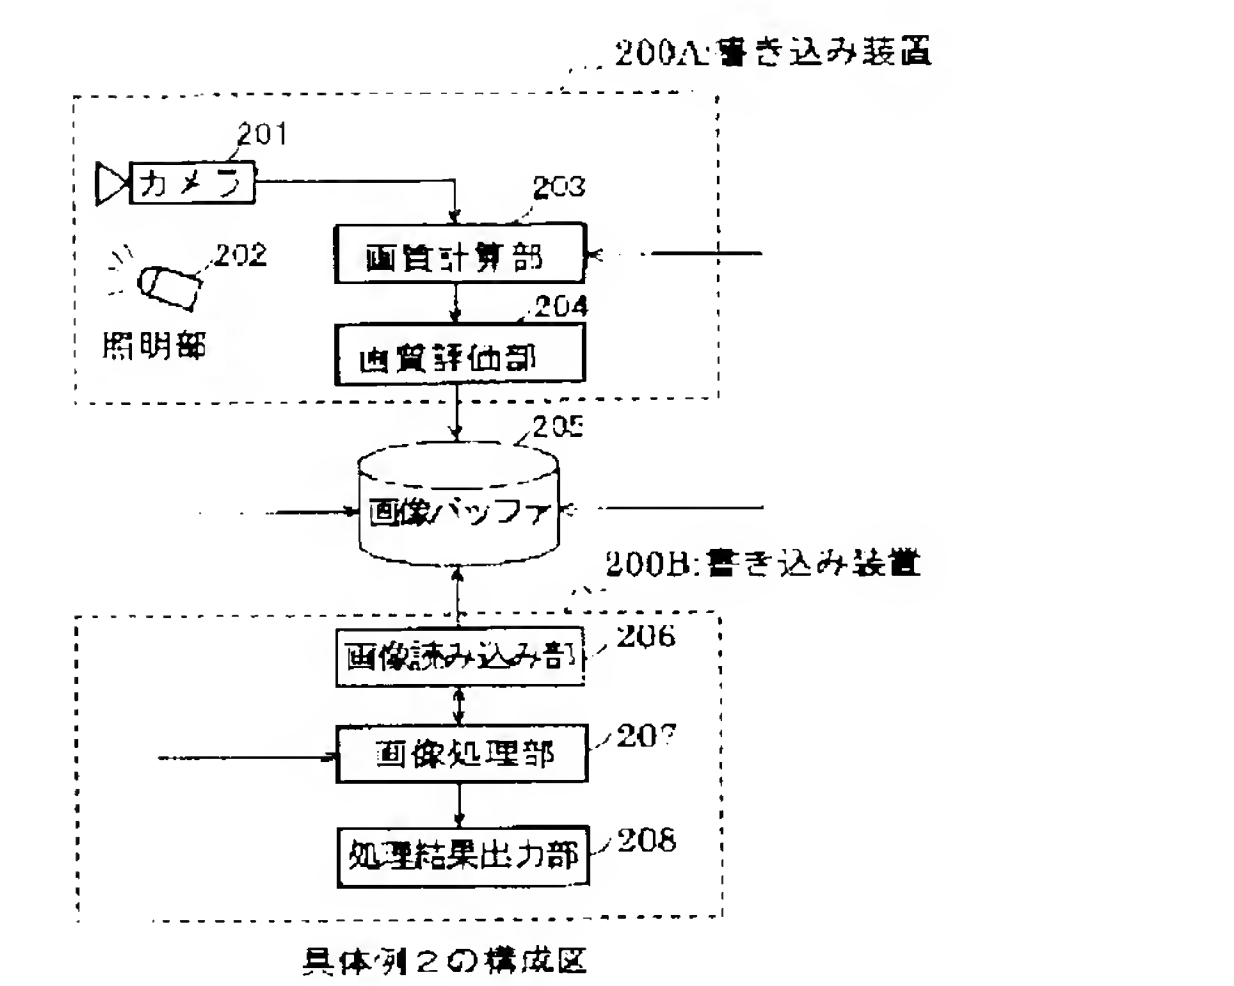 200A:書き込み装置
201
カメラ
203
画質計算部
202
204
照明部
画質評価部
205
画像バッファ
200B:書き込み装置
画像読み込み部
206
画像処理部
207
処理結果出力部
208
具体例2の構成区